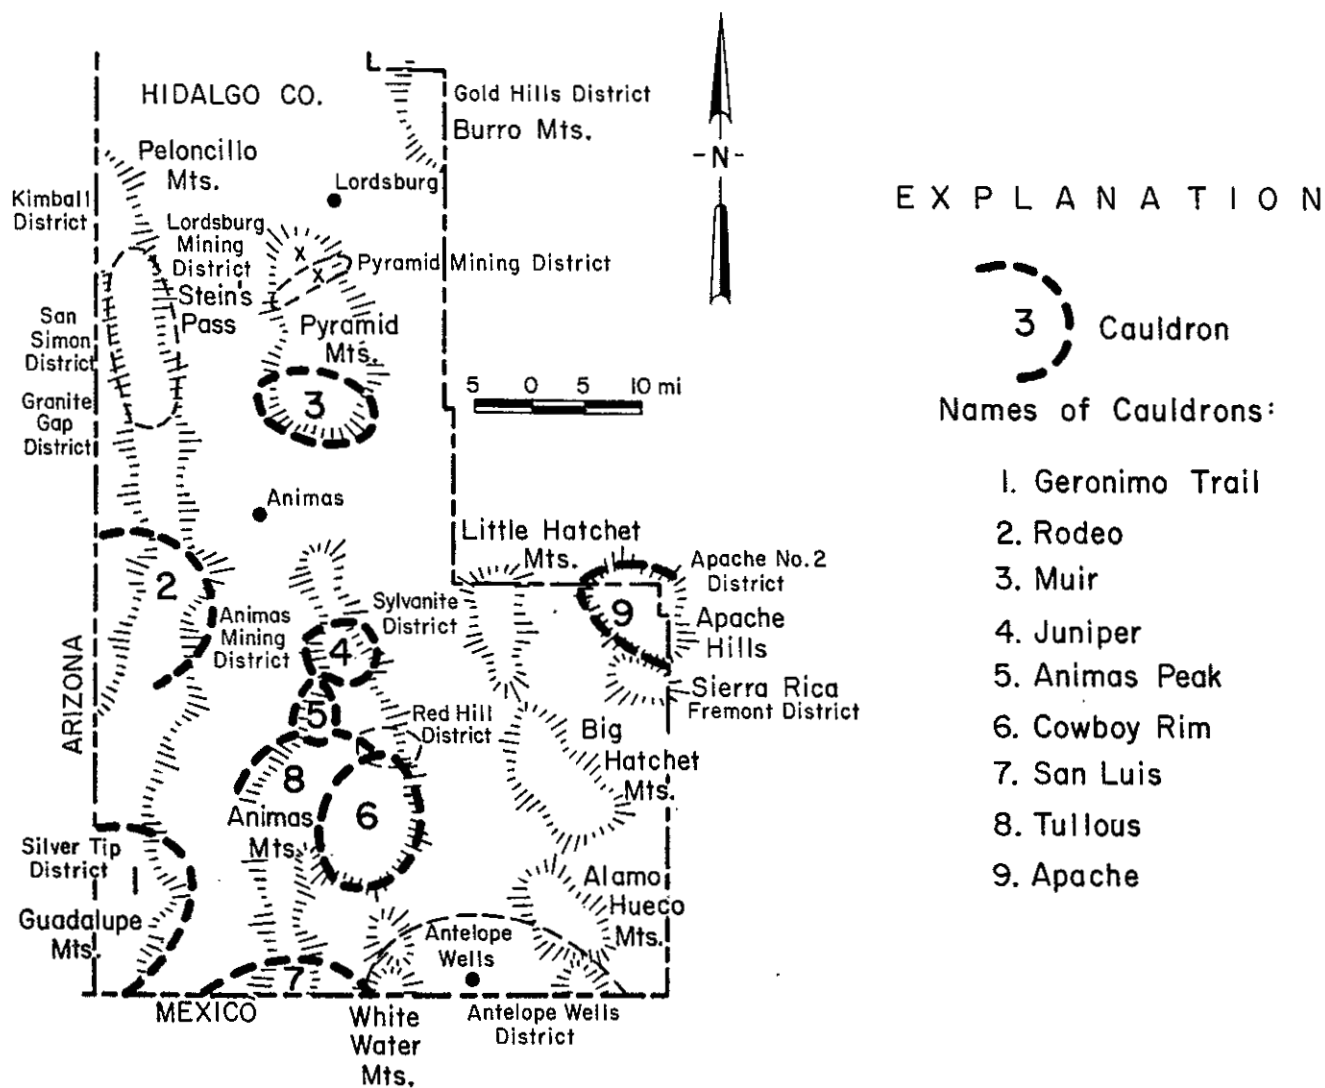 HIDALGO CO.
Gold Hills District
Burro Mts.
Peloncillo
Mts.
Kimball
District
Lordsburg
Lordsburg
Mining
District
X
X
Pyramid Mining District
Stein's
Pass
San
Simon
District
Pyramid
Mts.
Granite
Gap
District
3
5 0 5 10 mi
-N-
Animas
Little Hatchet
Mts.
Apache No. 2
District
2
9
Apache
Hills
Animas
Mining
District
Sylvanite
District
4
Sierra Rica
Fremont District
ARIZONA
5
Red Hill
District
Big
Hatchet
Mts.
8
6
Animas
Mts.
Silver Tip
District
1
Guadalupe
Mts.
Alamo
Hueco
Mts.
Antelope
Wells
7
MEXICO
White
Water
Mts.
Antelope Wells
District
EXPLANATION
3 Cauldron
Names of Cauldrons:
1. Geronimo Trail
2. Rodeo
3. Muir
4. Juniper
5. Animas Peak
6. Cowboy Rim
7. San Luis
8. Tullous
9. Apache